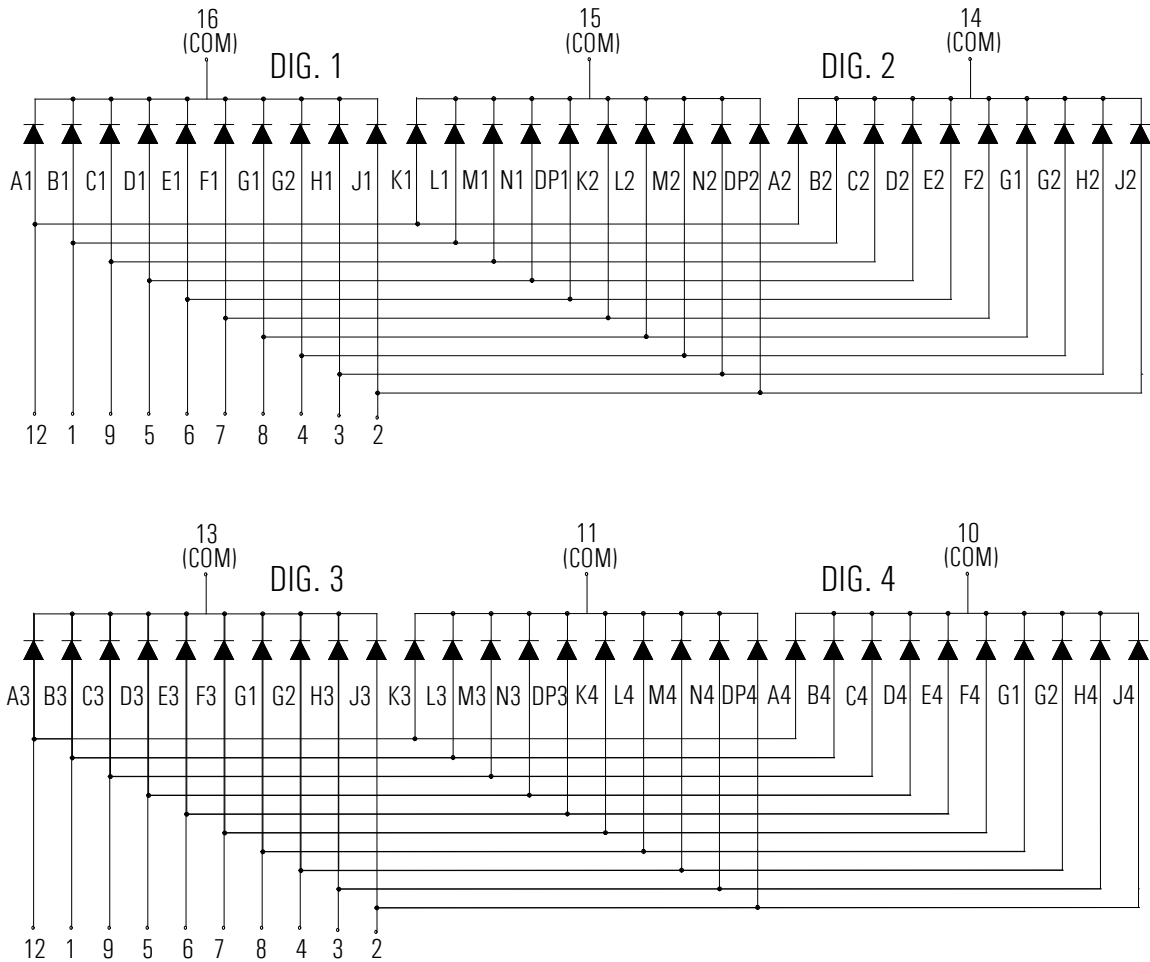 16 15 14
(COM) (COM) (COM)
DIG. 1 DIG. 2
A1 B1 C1 D1 E1 F1 G1 G2 H1 J1 K1 L1 M1 N1 DP1 K2 L2 M2 N2 DP2 A2 B2 C2 D2 E2 F2 G1 G2 H2 J2
12 1 9 5 6 7 8 4 3 2
13 11 10
(COM) (COM) (COM)
DIG. 3 DIG. 4
A3 B3 C3 D3 E3 F3 G1 G2 H3 J3 K3 L3 M3 N3 DP3 K4 L4 M4 N4 DP4 A4 B4 C4 D4 E4 F4 G1 G2 H4 J4
12 1 9 5 6 7 8 4 3 2